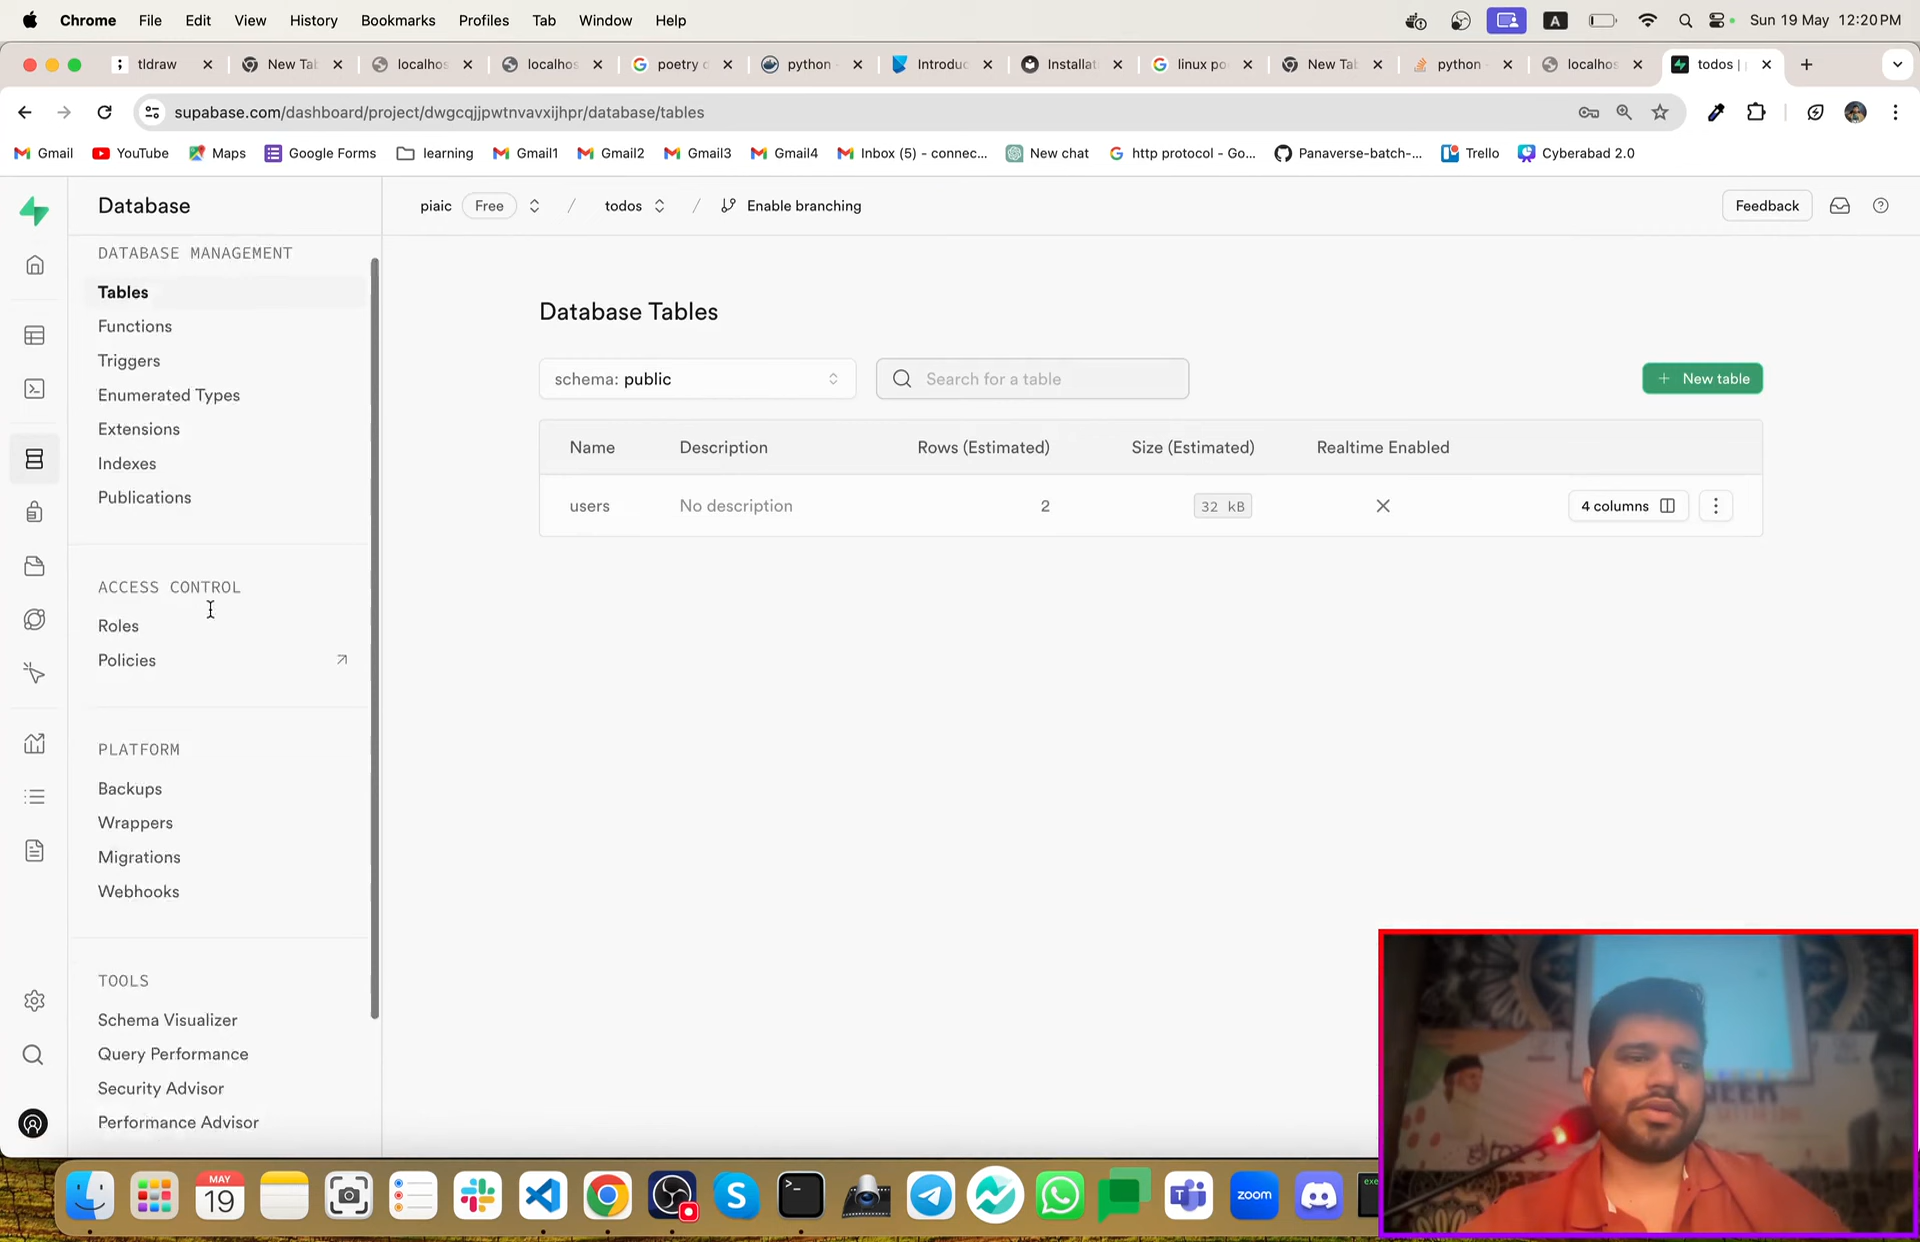 Chrome File Edit View History Bookmarks Profiles Tab Window Help A Sun 19 May 12:20 PM
tldraw New Tab localhos localhos poetry python Introduc Installat linux po New Tab python localhos todos |
supabase.com/dashboard/project/dwgcqjjpwtnvavxijhpr/database/tables
Gmail YouTube Maps Google Forms learning Gmail1 Gmail2 Gmail3 Gmail4 Inbox (5) - connec... New chat http protocol - Go... Panaverse-batch-... Trello Cyberabad 2.0
Database
piaic Free / todos / Enable branching
Feedback
DATABASE MANAGEMENT
Tables
Functions
Triggers
Enumerated Types
Extensions
Indexes
Publications
ACCESS CONTROL
Roles
Policies
PLATFORM
Backups
Wrappers
Migrations
Webhooks
TOOLS
Schema Visualizer
Query Performance
Security Advisor
Performance Advisor
Database Tables
schema: public
Search for a table
+ New table
Name Description Rows (Estimated) Size (Estimated) Realtime Enabled
users No description 2 32 kB 4 columns
MAY
19
zoom
exe